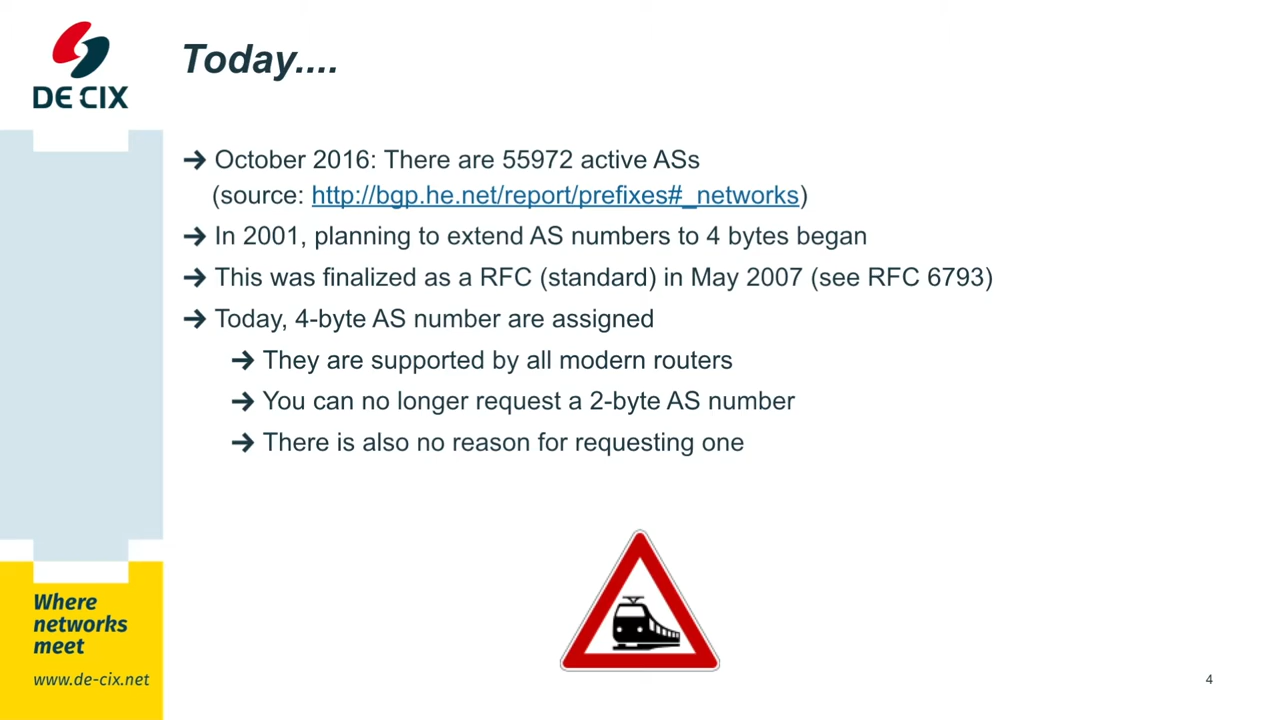 DE CIX
Today....
➔ October 2016: There are 55972 active ASs
(source: http://bgp.he.net/report/prefixes#_networks)
➔ In 2001, planning to extend AS numbers to 4 bytes began
➔ This was finalized as a RFC (standard) in May 2007 (see RFC 6793)
➔ Today, 4-byte AS number are assigned
➔ They are supported by all modern routers
➔ You can no longer request a 2-byte AS number
➔ There is also no reason for requesting one
Where
networks
meet
www.de-cix.net
4